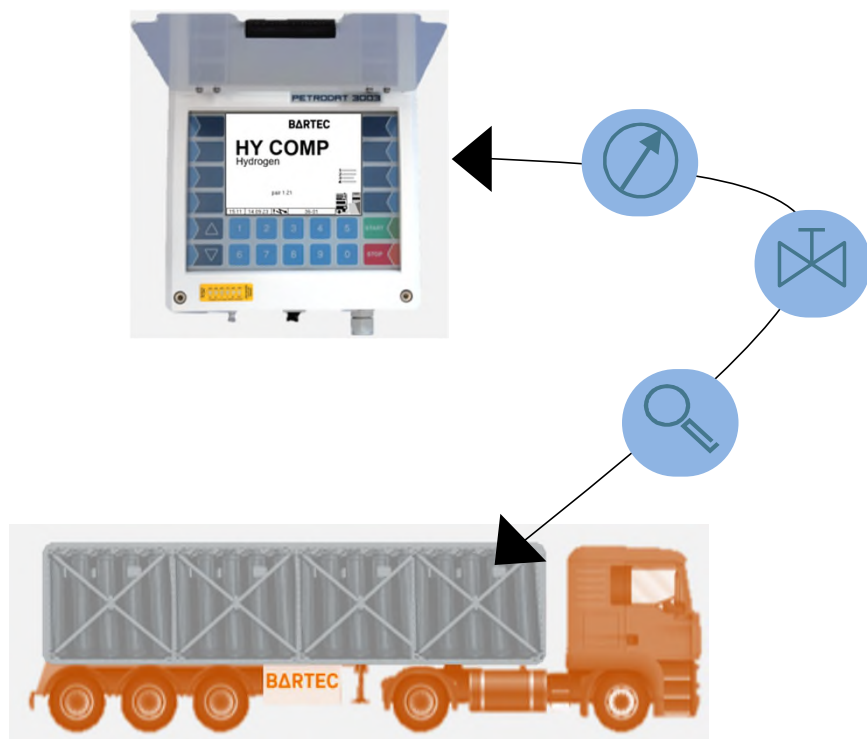 PETRODAT 3003
BARTEC
HY COMP
Hydrogen
1 2 3 4 5 START
6 7 8 9 0 STOP
BARTEC